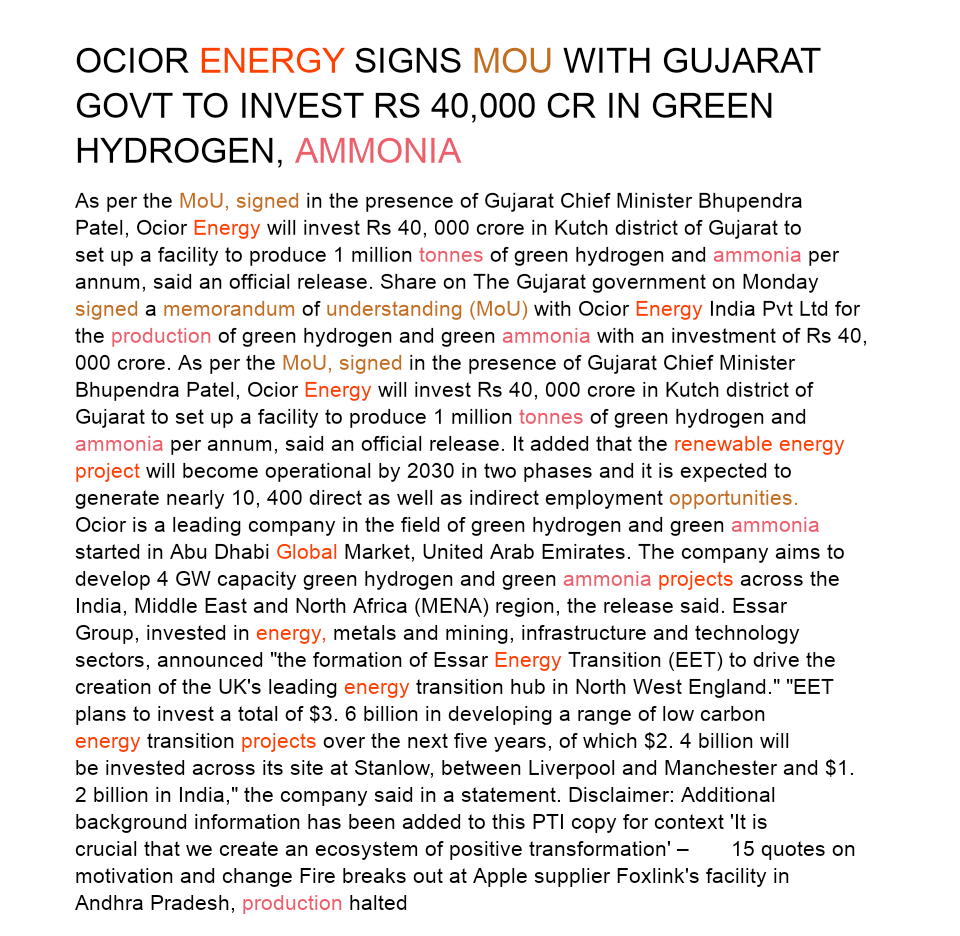 OCIOR ENERGY SIGNS MOU WITH GUJARAT
GOVT TO INVEST RS 40,000 CR IN GREEN
HYDROGEN, AMMONIA
As per the MoU, signed in the presence of Gujarat Chief Minister Bhupendra
Patel, Ocior Energy will invest Rs 40, 000 crore in Kutch district of Gujarat to
set up a facility to produce 1 million tonnes of green hydrogen and ammonia per
annum, said an official release. Share on The Gujarat government on Monday
signed a memorandum of understanding (MoU) with Ocior Energy India Pvt Ltd for
the production of green hydrogen and green ammonia with an investment of Rs 40,
000 crore. As per the MoU, signed in the presence of Gujarat Chief Minister
Bhupendra Patel, Ocior Energy will invest Rs 40, 000 crore in Kutch district of
Gujarat to set up a facility to produce 1 million tonnes of green hydrogen and
ammonia per annum, said an official release. It added that the renewable energy
project will become operational by 2030 in two phases and it is expected to
generate nearly 10, 400 direct as well as indirect employment opportunities.
Ocior is a leading company in the field of green hydrogen and green ammonia
started in Abu Dhabi Global Market, United Arab Emirates. The company aims to
develop 4 GW capacity green hydrogen and green ammonia projects across the
India, Middle East and North Africa (MENA) region, the release said. Essar
Group, invested in energy, metals and mining, infrastructure and technology
sectors, announced "the formation of Essar Energy Transition (EET) to drive the
creation of the UK's leading energy transition hub in North West England." "EET
plans to invest a total of $3. 6 billion in developing a range of low carbon
energy transition projects over the next five years, of which $2. 4 billion will
be invested across its site at Stanlow, between Liverpool and Manchester and $1.
2 billion in India," the company said in a statement. Disclaimer: Additional
background information has been added to this PTI copy for context 'It is
crucial that we create an ecosystem of positive transformation' – 15 quotes on
motivation and change Fire breaks out at Apple supplier Foxlink's facility in
Andhra Pradesh, production halted